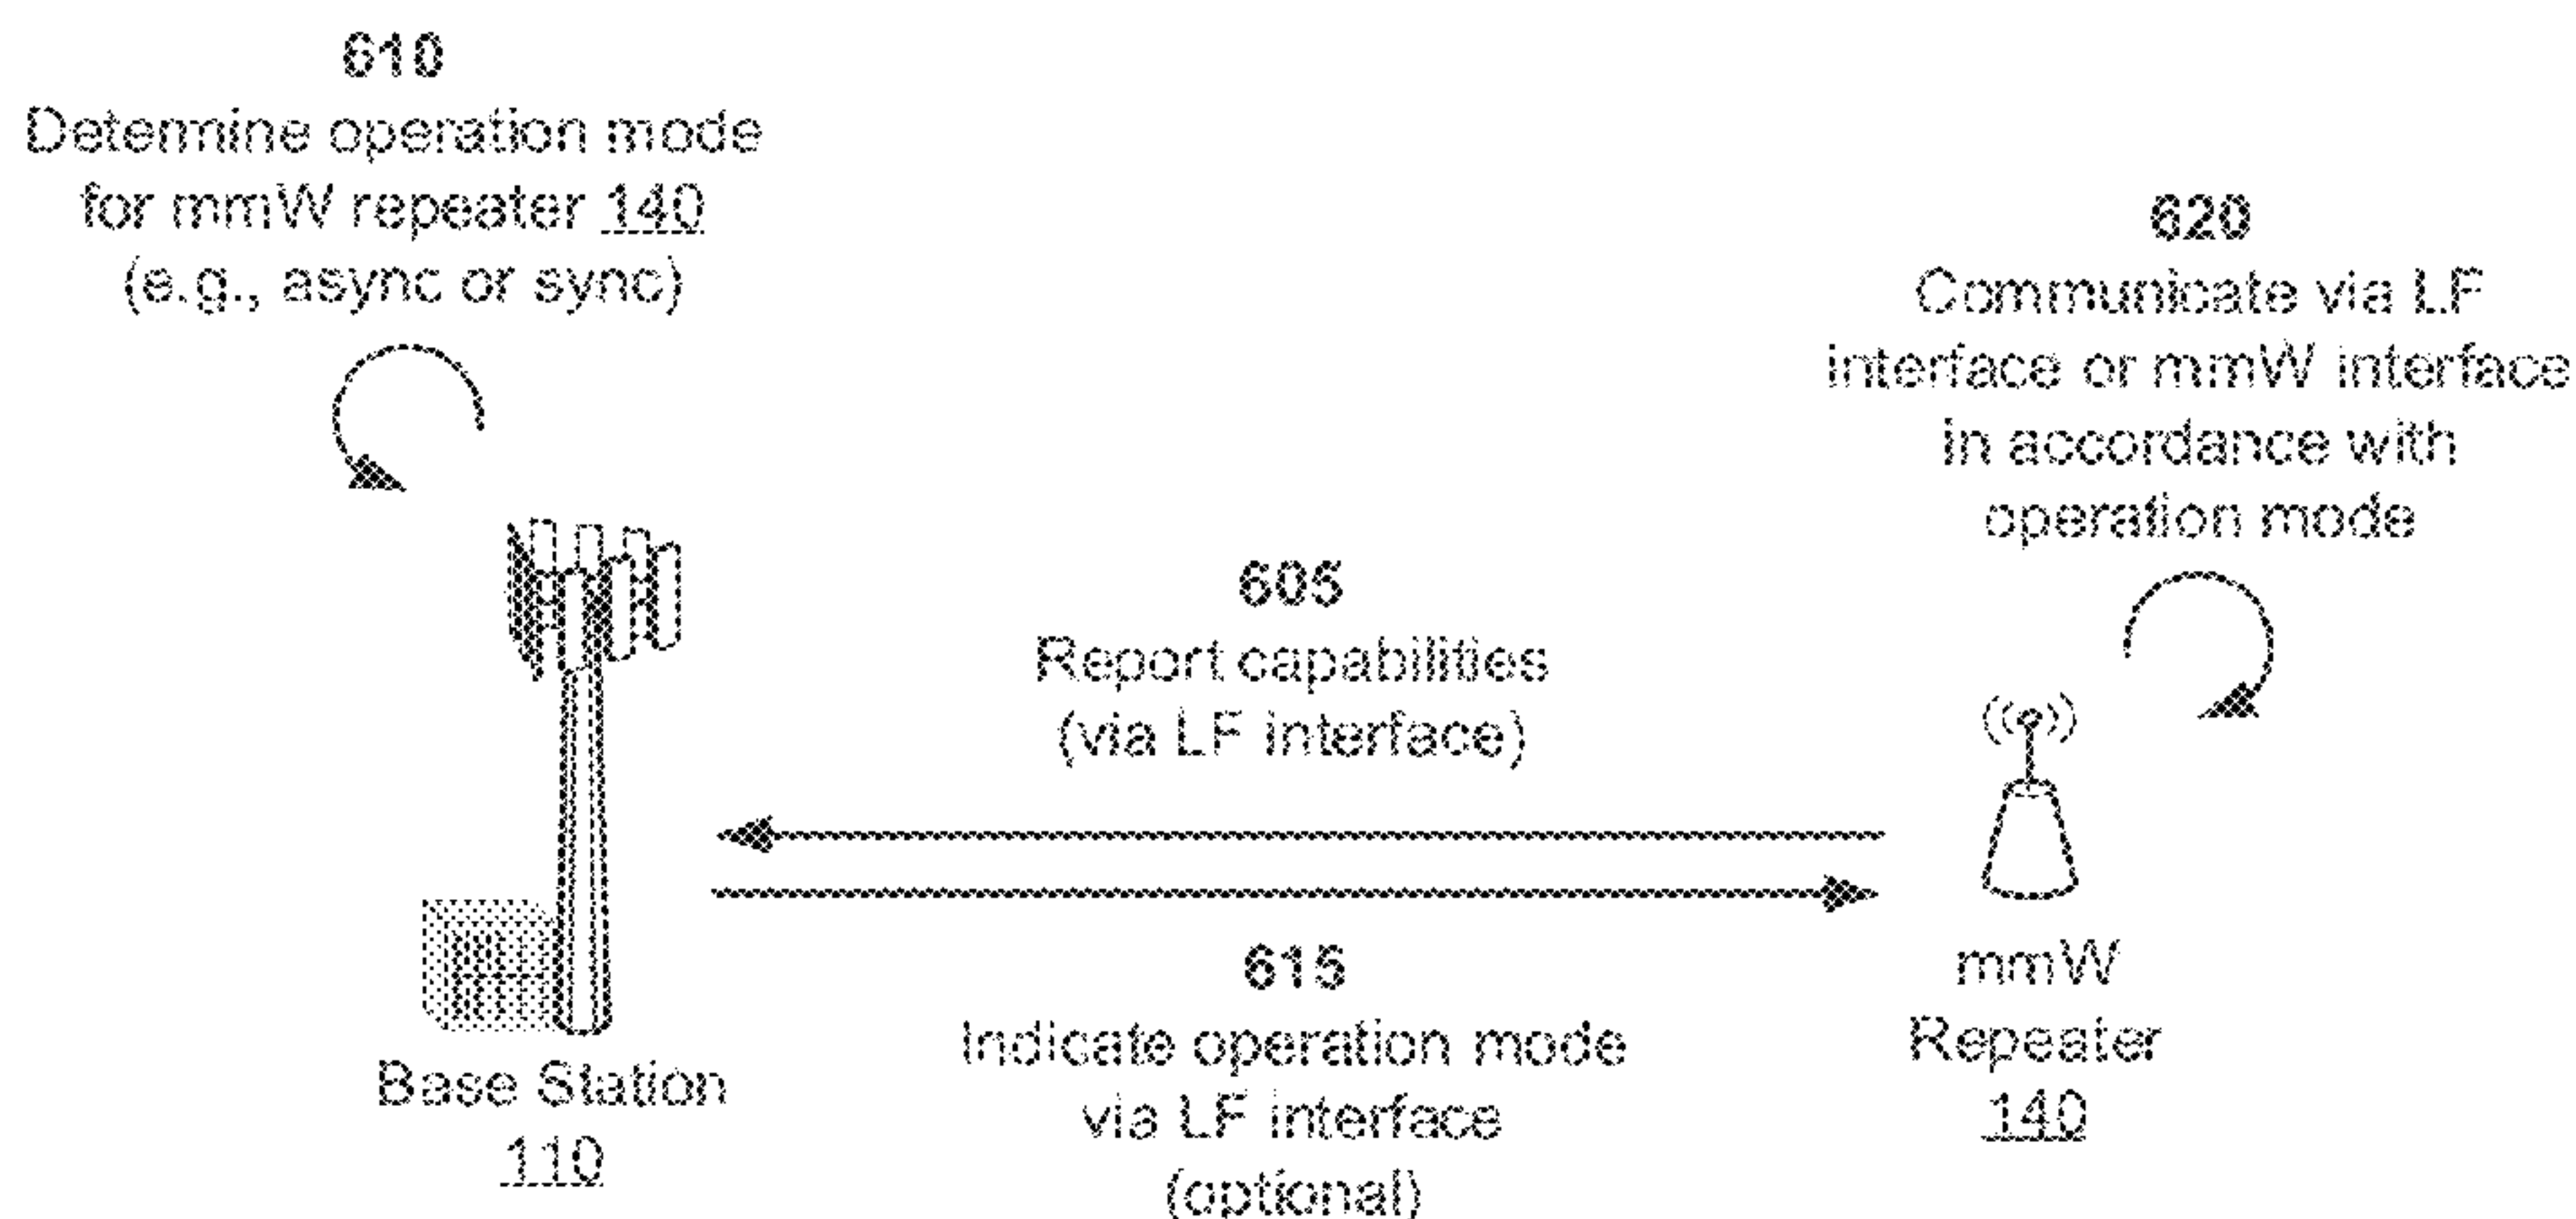 610
Determine operation mode
for mmW repeater 140
(e.g., async or sync)
620
Communicate via LF
interface or mmW interface
in accordance with
operation mode
605
Report capabilities
(via LF interface)
615
Indicate operation mode
via LF interface
(optional)
Base Station
110
mmW
Repeater
140